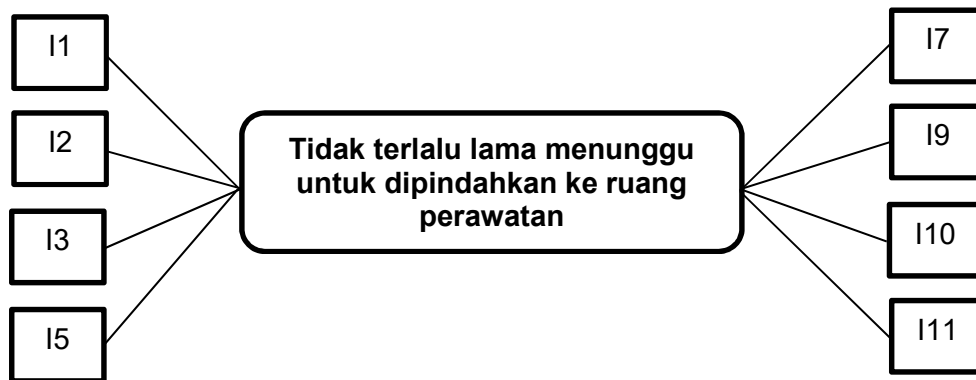 I1
I2
I3
I5
Tidak terlalu lama menunggu
untuk dipindahkan ke ruang
perawatan
I7
I9
I10
I11